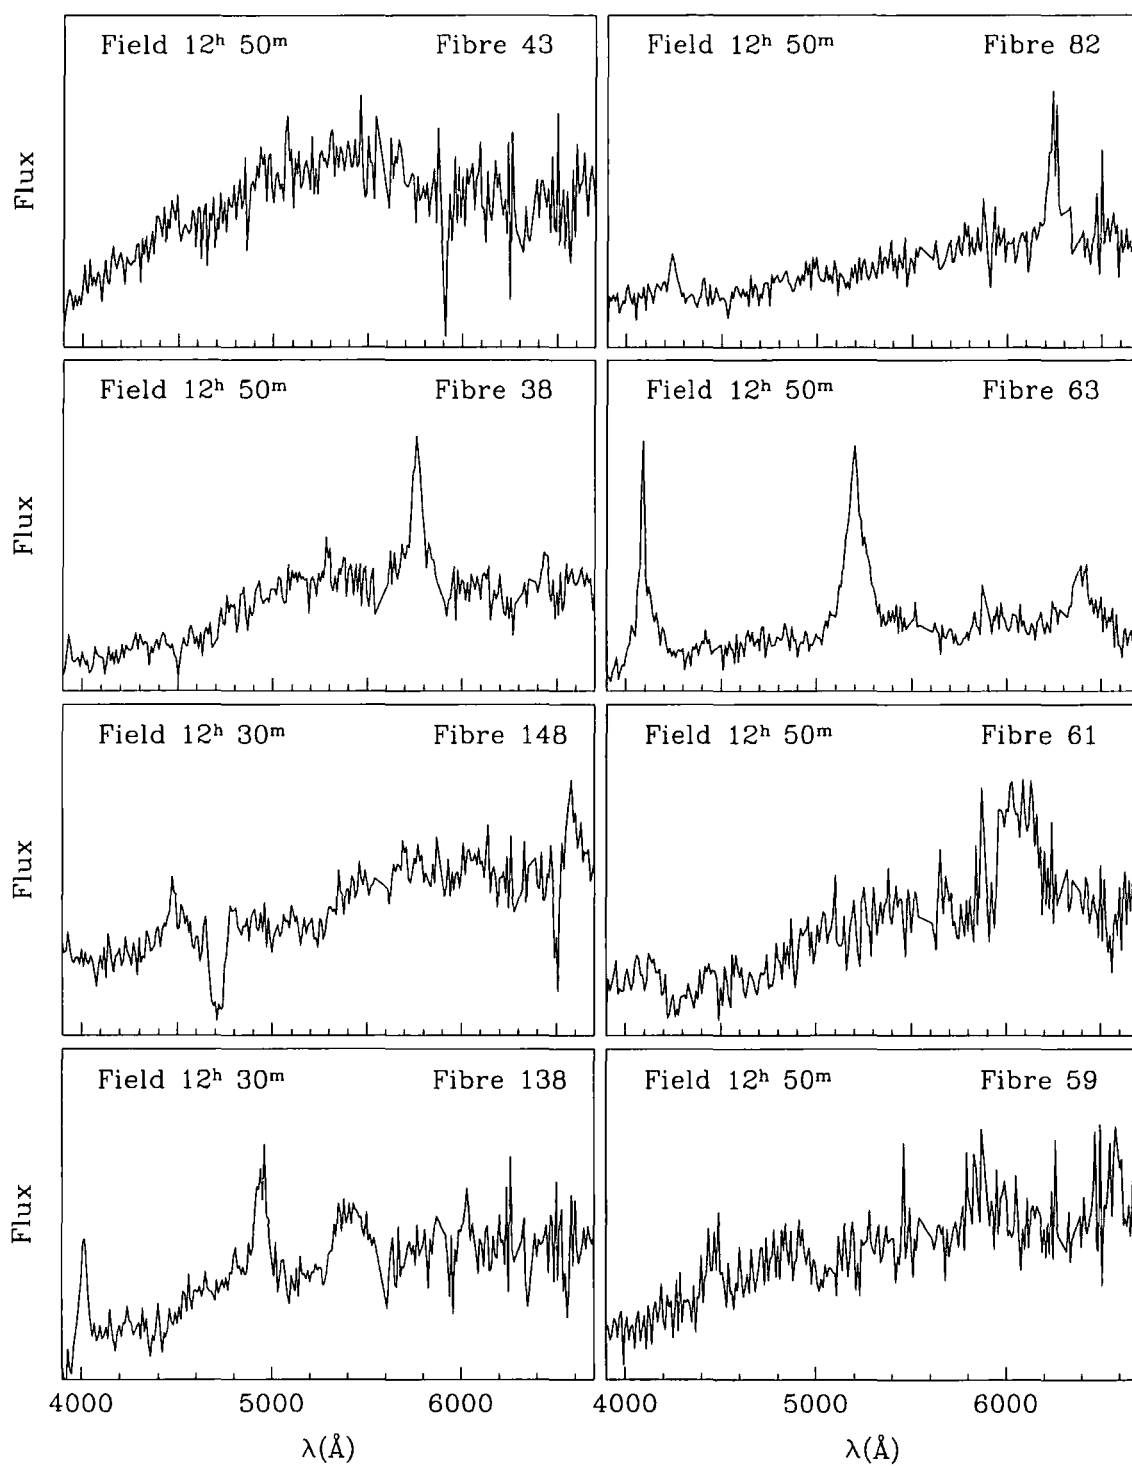 Field 12ʰ 50ᵐ Fibre 43
Field 12ʰ 50ᵐ Fibre 82
Flux
Field 12ʰ 50ᵐ Fibre 38
Field 12ʰ 50ᵐ Fibre 63
Flux
Field 12ʰ 30ᵐ Fibre 148
Field 12ʰ 50ᵐ Fibre 61
Flux
Field 12ʰ 30ᵐ Fibre 138
Field 12ʰ 50ᵐ Fibre 59
Flux
4000 5000 6000
4000 5000 6000
λ(Å)
λ(Å)